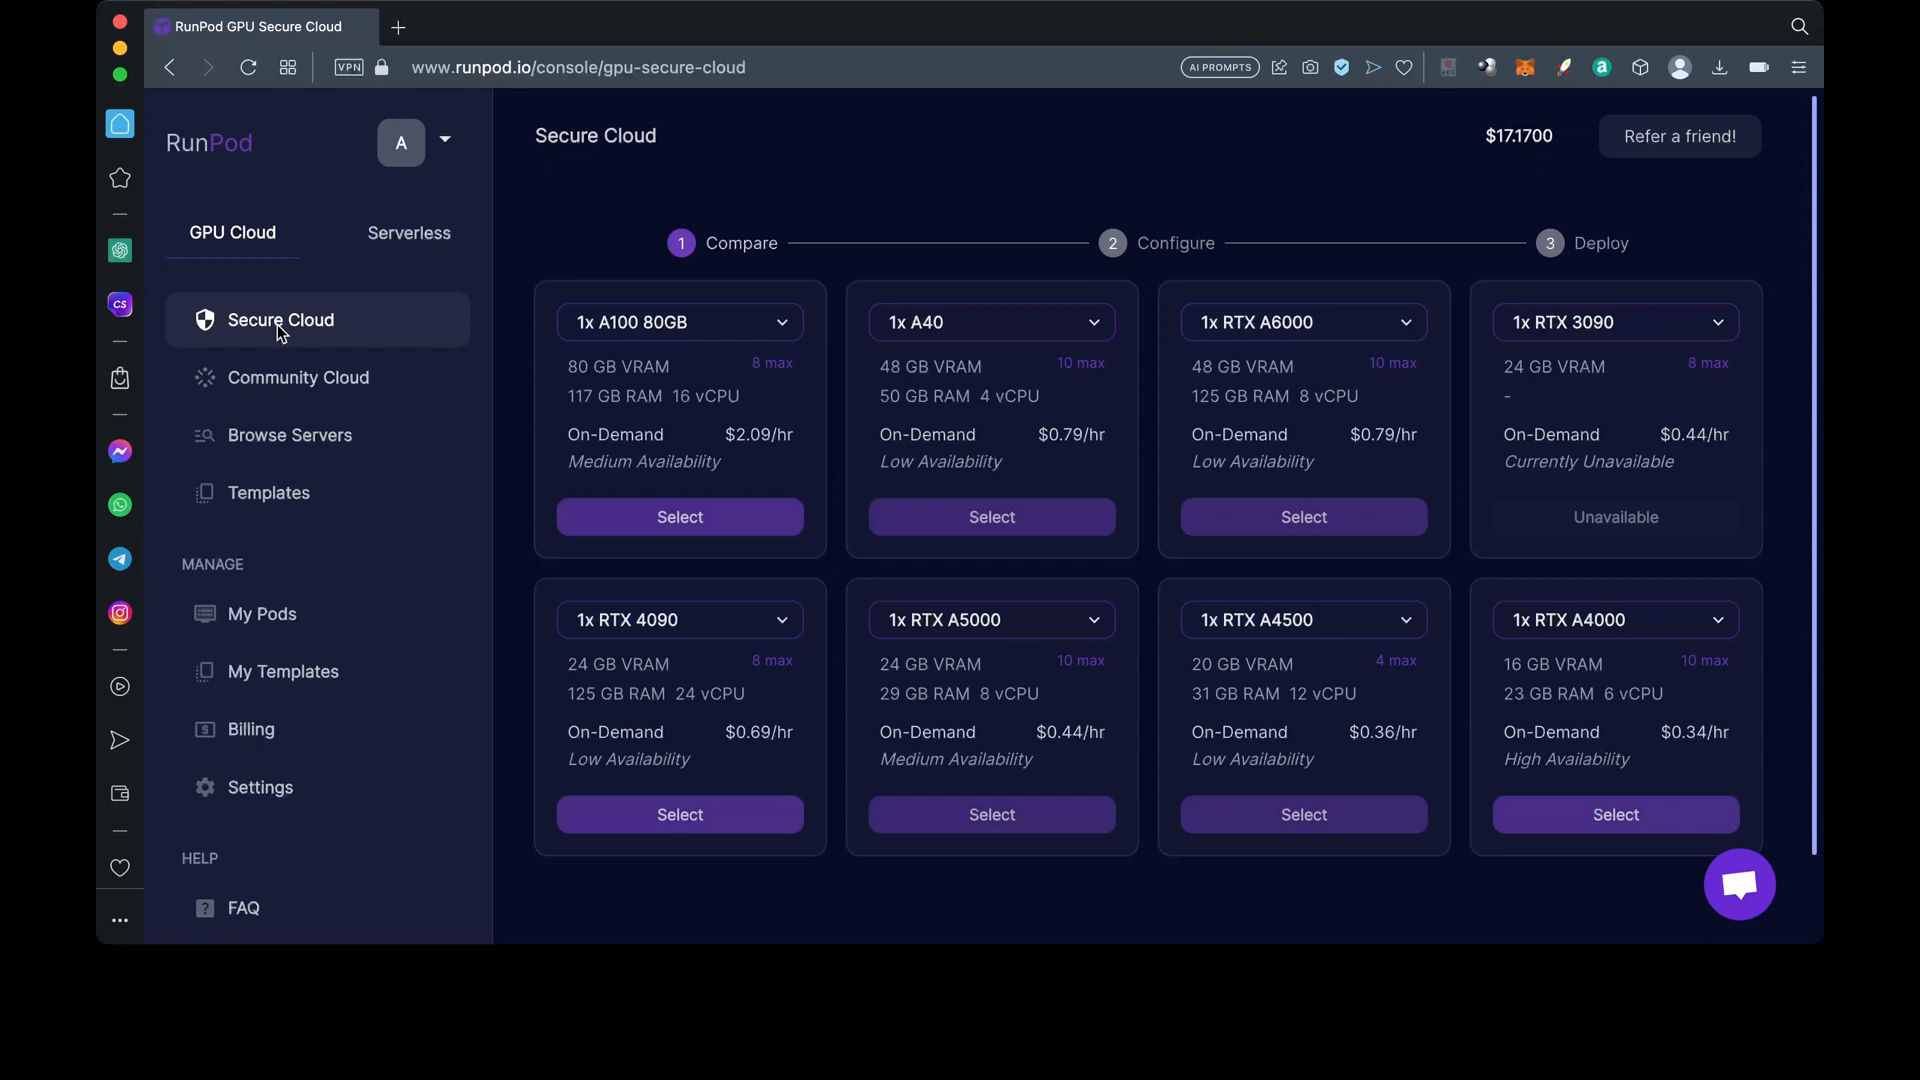 RunPod GPU Secure Cloud
VPN
www.runpod.io/console/gpu-secure-cloud
AI PROMPTS
a
CS
RunPod
A
GPU Cloud
Serverless
Secure Cloud
Community Cloud
Browse Servers
Templates
MANAGE
My Pods
My Templates
Billing
Settings
HELP
FAQ
Secure Cloud
$17.1700
Refer a friend!
1 Compare
2 Configure
3 Deploy
1x A100 80GB
80 GB VRAM 8 max
117 GB RAM 16 vCPU
On-Demand $2.09/hr
Medium Availability
Select
1x A40
48 GB VRAM 10 max
50 GB RAM 4 vCPU
On-Demand $0.79/hr
Low Availability
Select
1x RTX A6000
48 GB VRAM 10 max
125 GB RAM 8 vCPU
On-Demand $0.79/hr
Low Availability
Select
1x RTX 3090
24 GB VRAM 8 max
-
On-Demand $0.44/hr
Currently Unavailable
Unavailable
1x RTX 4090
24 GB VRAM 8 max
125 GB RAM 24 vCPU
On-Demand $0.69/hr
Low Availability
Select
1x RTX A5000
24 GB VRAM 10 max
29 GB RAM 8 vCPU
On-Demand $0.44/hr
Medium Availability
Select
1x RTX A4500
20 GB VRAM 4 max
31 GB RAM 12 vCPU
On-Demand $0.36/hr
Low Availability
Select
1x RTX A4000
16 GB VRAM 10 max
23 GB RAM 6 vCPU
On-Demand $0.34/hr
High Availability
Select